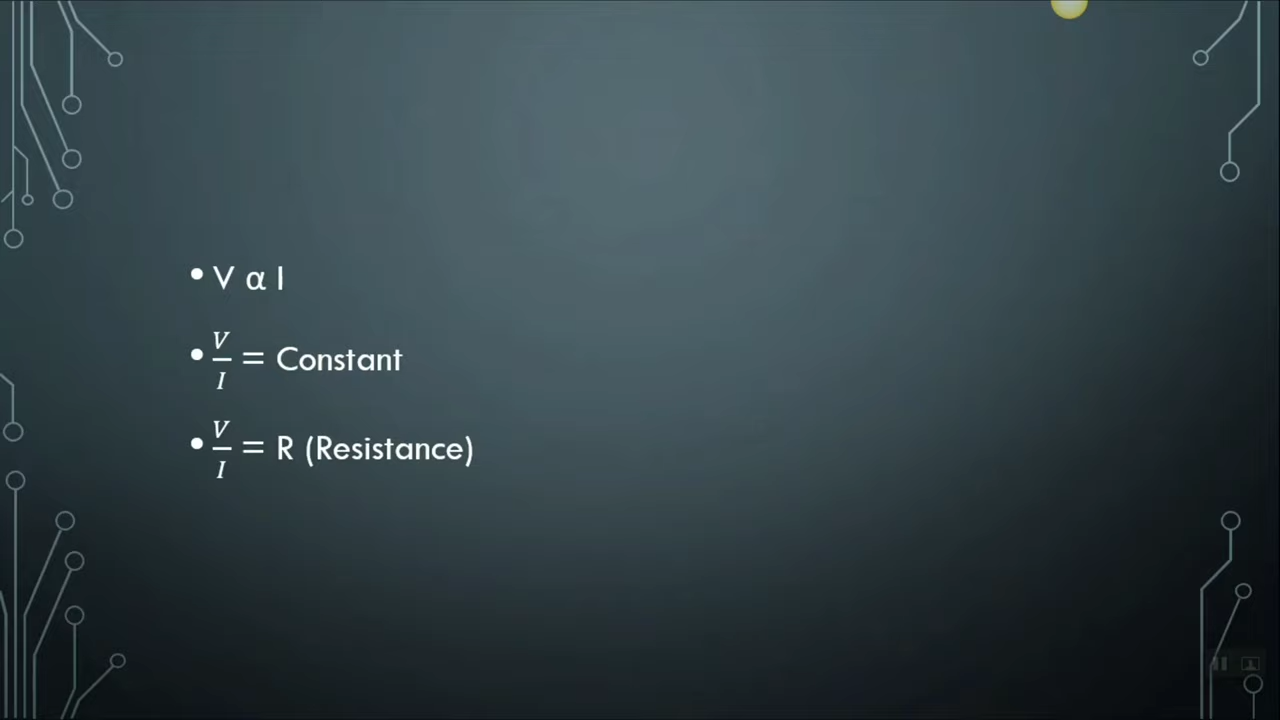 • V α I
• V/I = Constant
• V/I = R (Resistance)